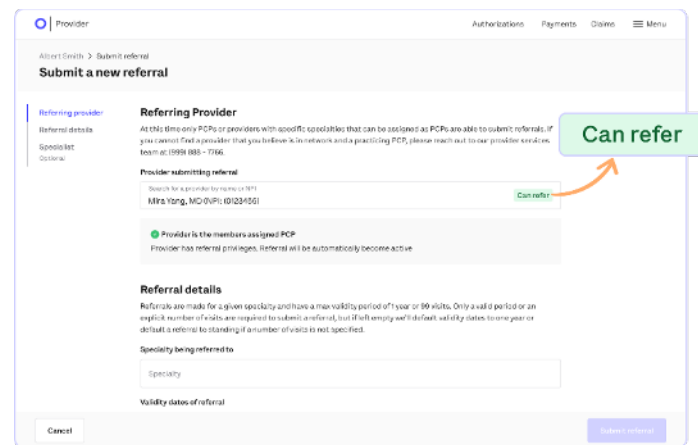 Provider
Authorizations Payments Claims Menu
Albert Smith > Submit referral
Submit a new referral
Referring provider
Referral details
Specialist
Optional
Referring Provider
At this time only PCPs or providers with specific specialties that can be assigned as PCPs are able to submit referrals. If
you cannot find a provider that you believe is in network and a practicing PCP, please reach out to our provider services
team at (999) 888 - 7766.
Provider submitting referral
Search for a provider by name or NPI
Mira Yang, MD (NPI: (0123456)
Can refer
Can refer
Provider is the members assigned PCP
Provider has referral privileges. Referral will be automatically become active
Referral details
Referrals are made for a given specialty and have a max validity period of 1 year or 99 visits. Only a valid period or an
explicit number of visits are required to submit a referral, but if left empty we'll default validity dates to one year or
default a referral to standing if a number of visits is not specified.
Specialty being referred to
Specialty
Validity dates of referral
Cancel
Submit referral